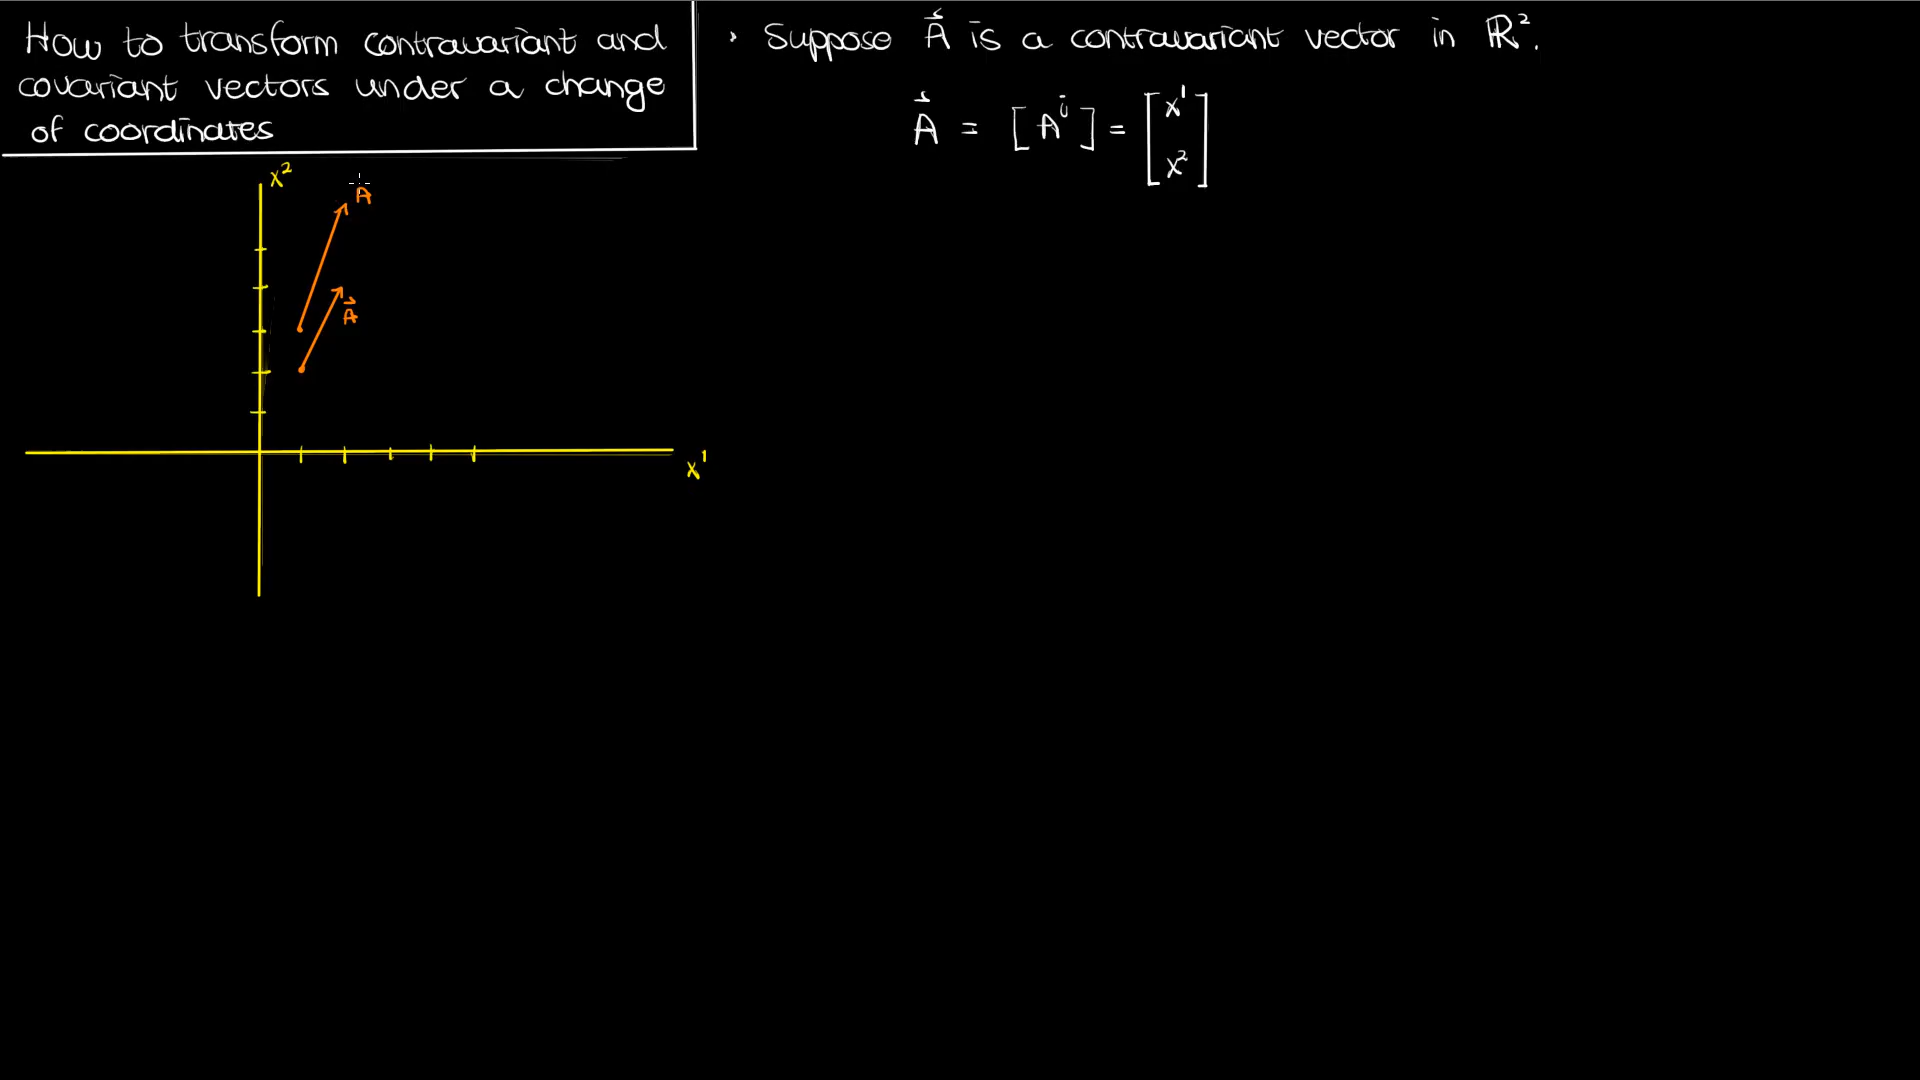 How to transform contravariant and
covariant vectors under a change
of coordinates
• Suppose A⃗ is a contravariant vector in ℝ².
A⃗ = [Aⁱ] = [x¹
x²]
x²
A
A⃗
x¹